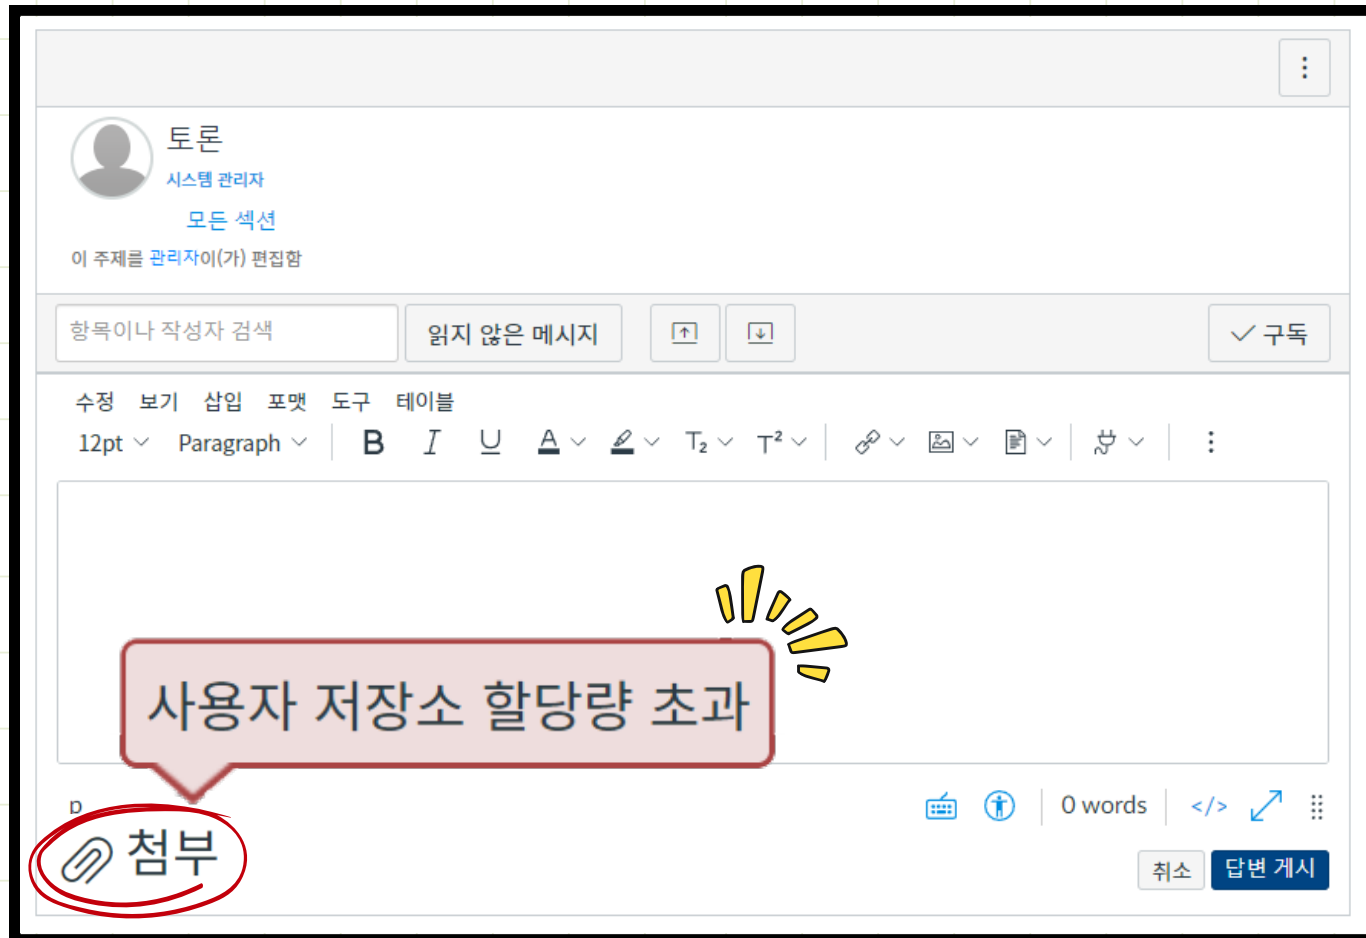 토론
시스템 관리자
모든 섹션
이 주제를 관리자이(가) 편집함
항목이나 작성자 검색
읽지 않은 메시지
구독
수정 보기 삽입 포맷 도구 테이블
12pt Paragraph B I U A T₂ T²
사용자 저장소 할당량 초과
p
0 words </>
첨부
취소
답변 게시